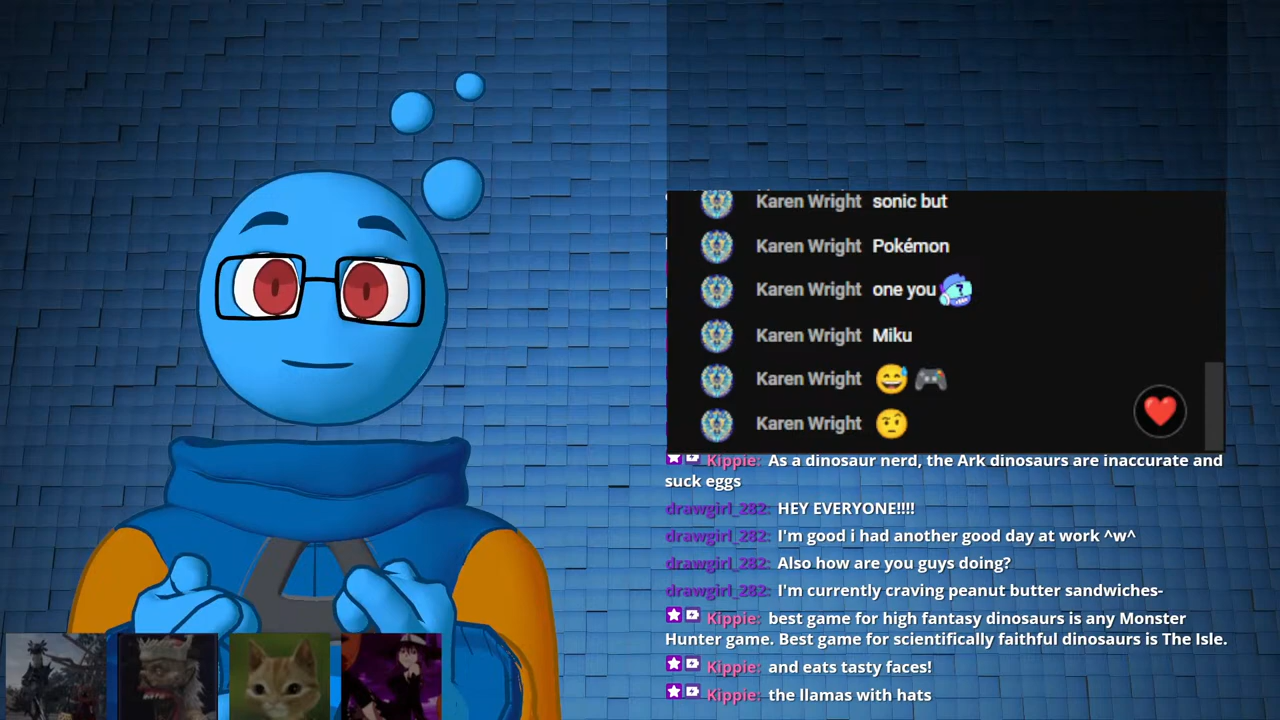 Karen Wright sonic but
Karen Wright Pokémon
Karen Wright one you
Karen Wright Miku
Karen Wright 😅 🎮
Karen Wright 🤨
Kippie: As a dinosaur nerd, the Ark dinosaurs are inaccurate and
suck eggs
drawgirl_282: HEY EVERYONE!!!!
drawgirl_282: I'm good i had another good day at work ^w^
drawgirl_282: Also how are you guys doing?
drawgirl_282: I'm currently craving peanut butter sandwiches-
Kippie: best game for high fantasy dinosaurs is any Monster
Hunter game. Best game for scientifically faithful dinosaurs is The Isle.
Kippie: and eats tasty faces!
Kippie: the llamas with hats